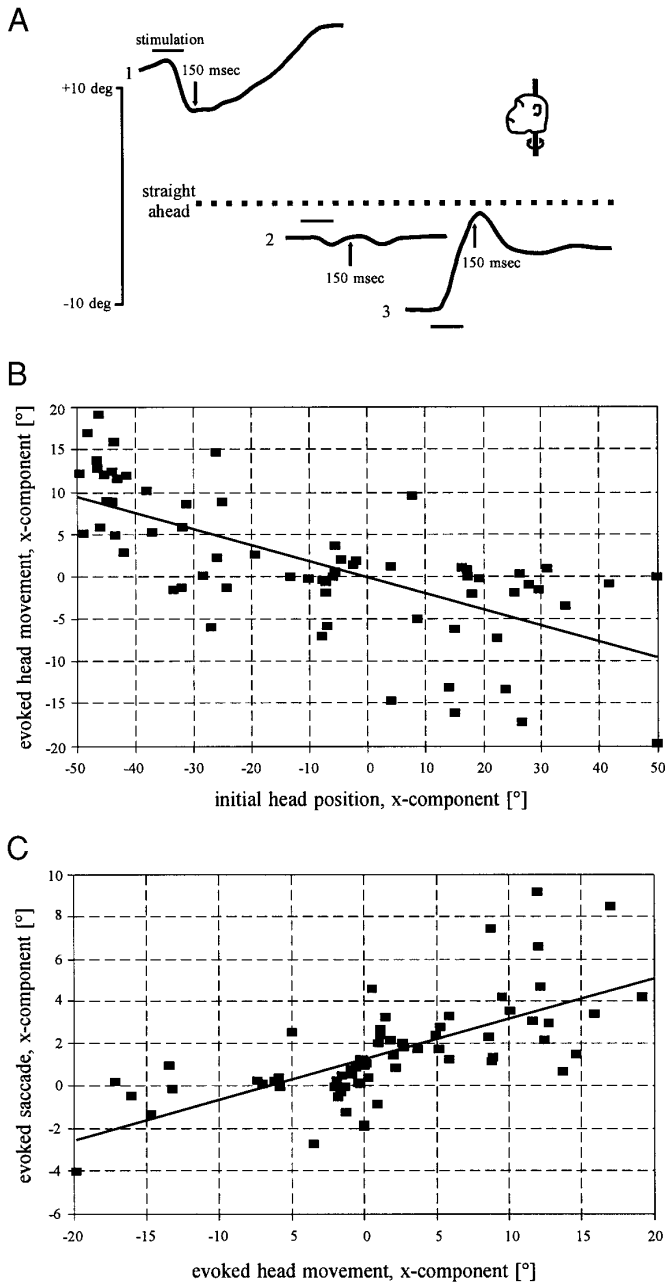 A
stimulation
1
150 msec
+10 deg
straight
ahead
2
150 msec
150 msec
-10 deg
3
B
evoked head movement, x-component [°]
20
15
10
5
0
-5
-10
-15
-20
-50 -40 -30 -20 -10 0 10 20 30 40 50
initial head position, x-component [°]
C
evoked saccade, x-component [°]
10
8
6
4
2
0
-2
-4
-6
-20 -15 -10 5 0 5 10 15 20
evoked head movement, x-component [°]